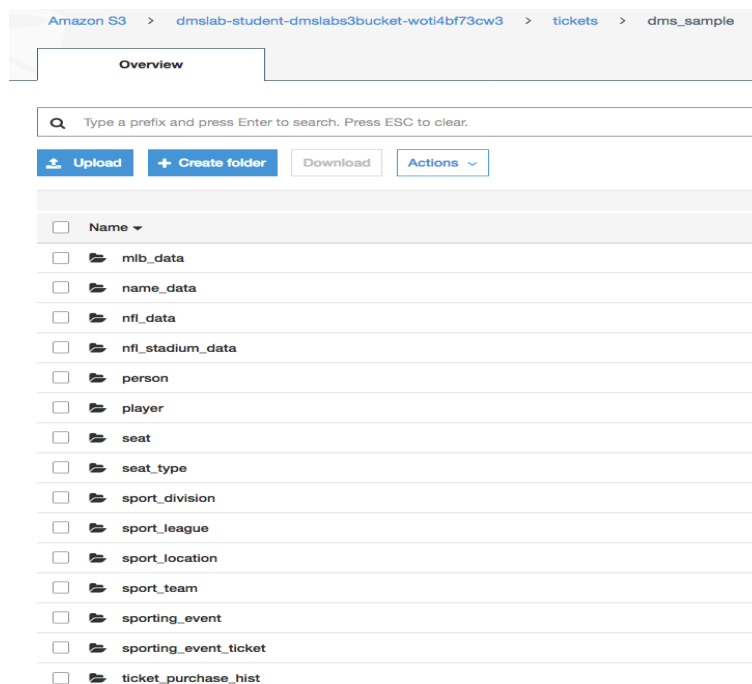 Amazon S3 > dmslab-student-dmslabs3bucket-woti4bf73cw3 > tickets > dms_sample
Overview
Type a prefix and press Enter to search. Press ESC to clear.
Upload + Create folder Download Actions
Name
mlb_data
name_data
nfl_data
nfl_stadium_data
person
player
seat
seat_type
sport_division
sport_league
sport_location
sport_team
sporting_event
sporting_event_ticket
ticket_purchase_hist